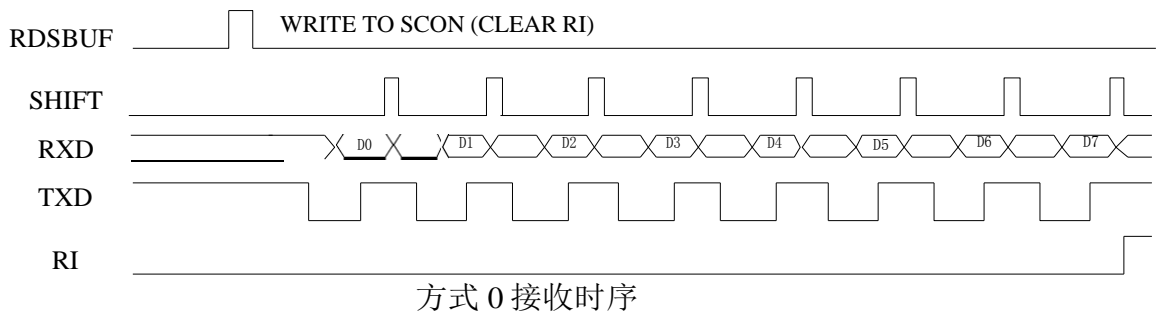 RDSBUF WRITE TO SCON (CLEAR RI)
SHIFT
RXD D0 D1 D2 D3 D4 D5 D6 D7
TXD
RI
方式 0 接收时序